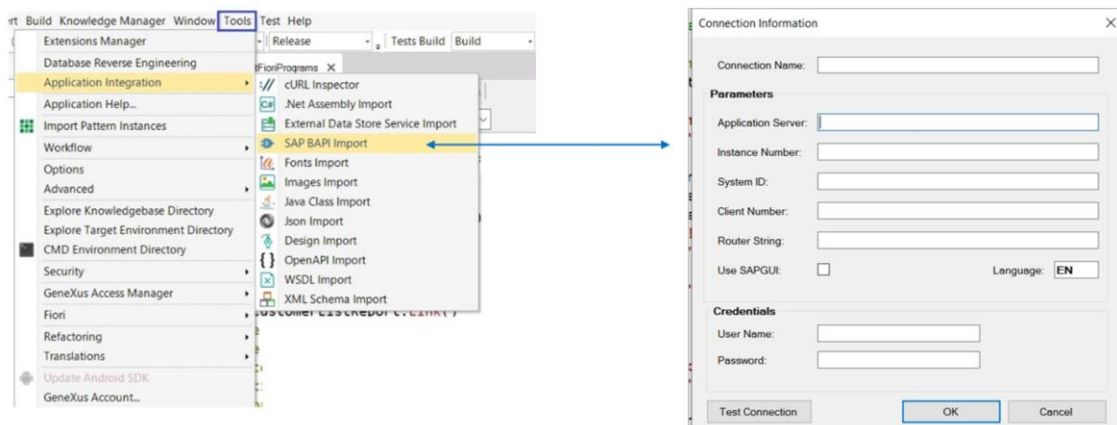 rt Build Knowledge Manager Window Tools Test Help
Extensions Manager
Release
Tests Build Build
Database Reverse Engineering
tFioriPrograms X
Application Integration
cURL Inspector
Application Help...
C# .Net Assembly Import
Import Pattern Instances
External Data Store Service Import
Workflow
SAP BAPI Import
Options
Fonts Import
Advanced
Images Import
Explore Knowledgebase Directory
Java Class Import
Explore Target Environment Directory
Json Import
CMD Environment Directory
Design Import
Security
OpenAPI Import
GeneXus Access Manager
WSDL Import
Fiori
XML Schema Import
Refactoring
Translations
Update Android SDK
GeneXus Account...
Connection Information
Connection Name:
Parameters
Application Server:
Instance Number:
System ID:
Client Number:
Router String:
Use SAPGUI:
Language: EN
Credentials
User Name:
Password:
Test Connection OK Cancel